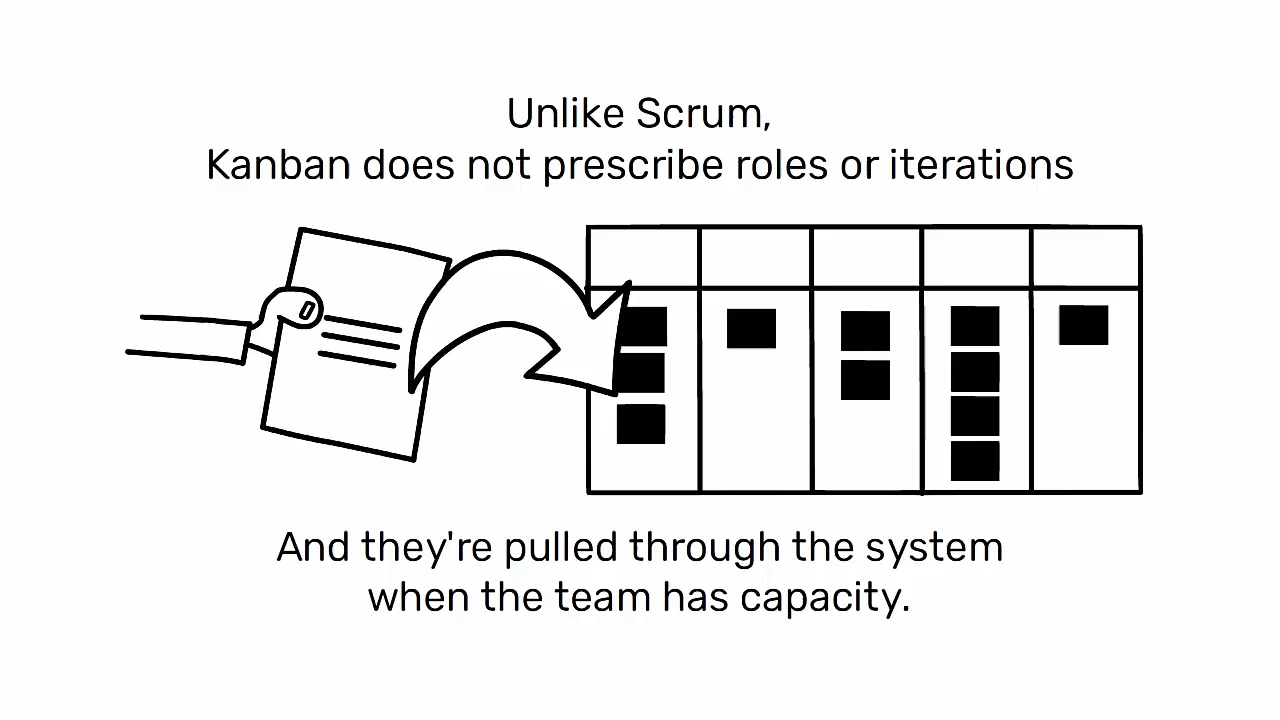 Unlike Scrum,
Kanban does not prescribe roles or iterations
And they're pulled through the system
when the team has capacity.